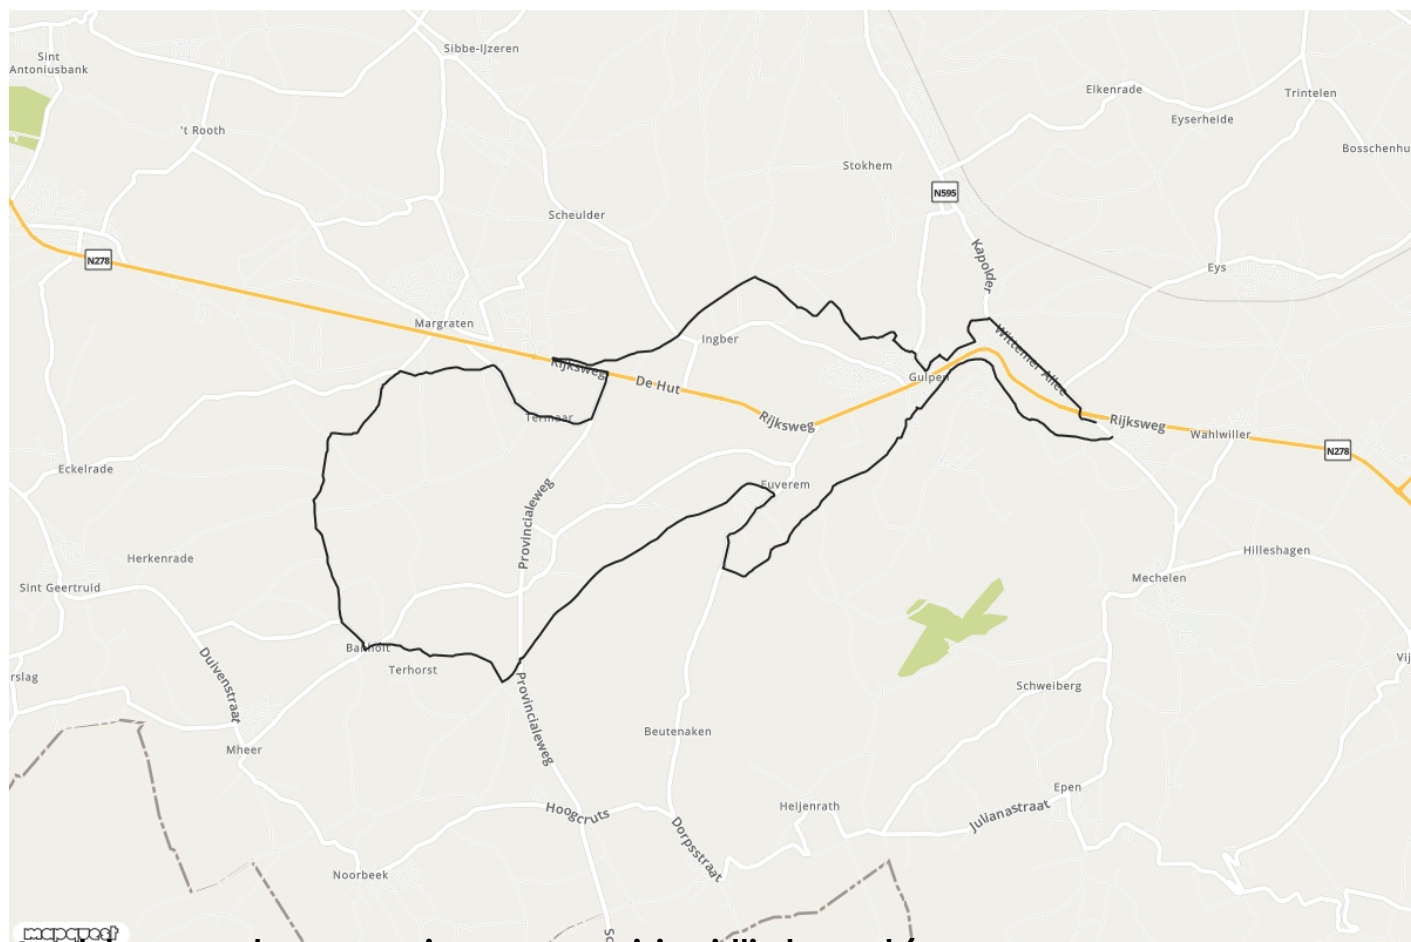 Sibbe-IJzeren
Sint
Antoniusbank
Elkenrade
Trintelen
Eyserheide
't Rooth
Bosschenhu
Stokhem
N595
Scheulder
Kapolder
N278
Eys
Margraten
Ingber
Wittemer Allee
Rijksweg
De Hut
Gulpen
Termaar
Rijksweg
Rijksweg
Wahlwiller
N278
Eckelrade
Euverem
Provincialeweg
Herkenrade
Hilleshagen
Sint Geertruid
Mechelen
Banholt
Terhorst
Duivenstraat
rslag
Vij
Schweiberg
Provincialeweg
Beutenaken
Mheer
Epen
Heijenrath
Hoogcruts
Julianastraat
Dorpsstraat
Noorbeek
mapquest
Sc